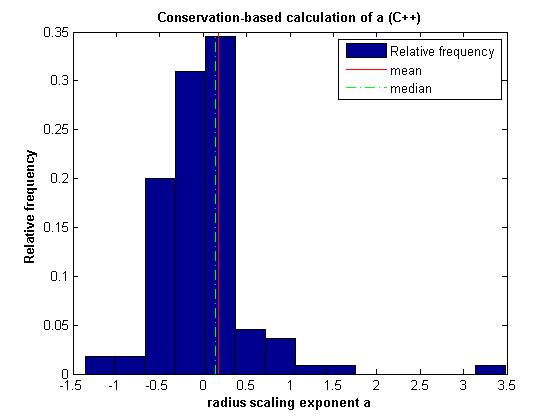 Conservation-based calculation of a (C++)
Relative frequency
mean
median
0.35
0.3
0.25
0.2
0.15
0.1
0.05
0
Relative frequency
-1.5 -1 -0.5 0 0.5 1 1.5 2 2.5 3 3.5
radius scaling exponent a